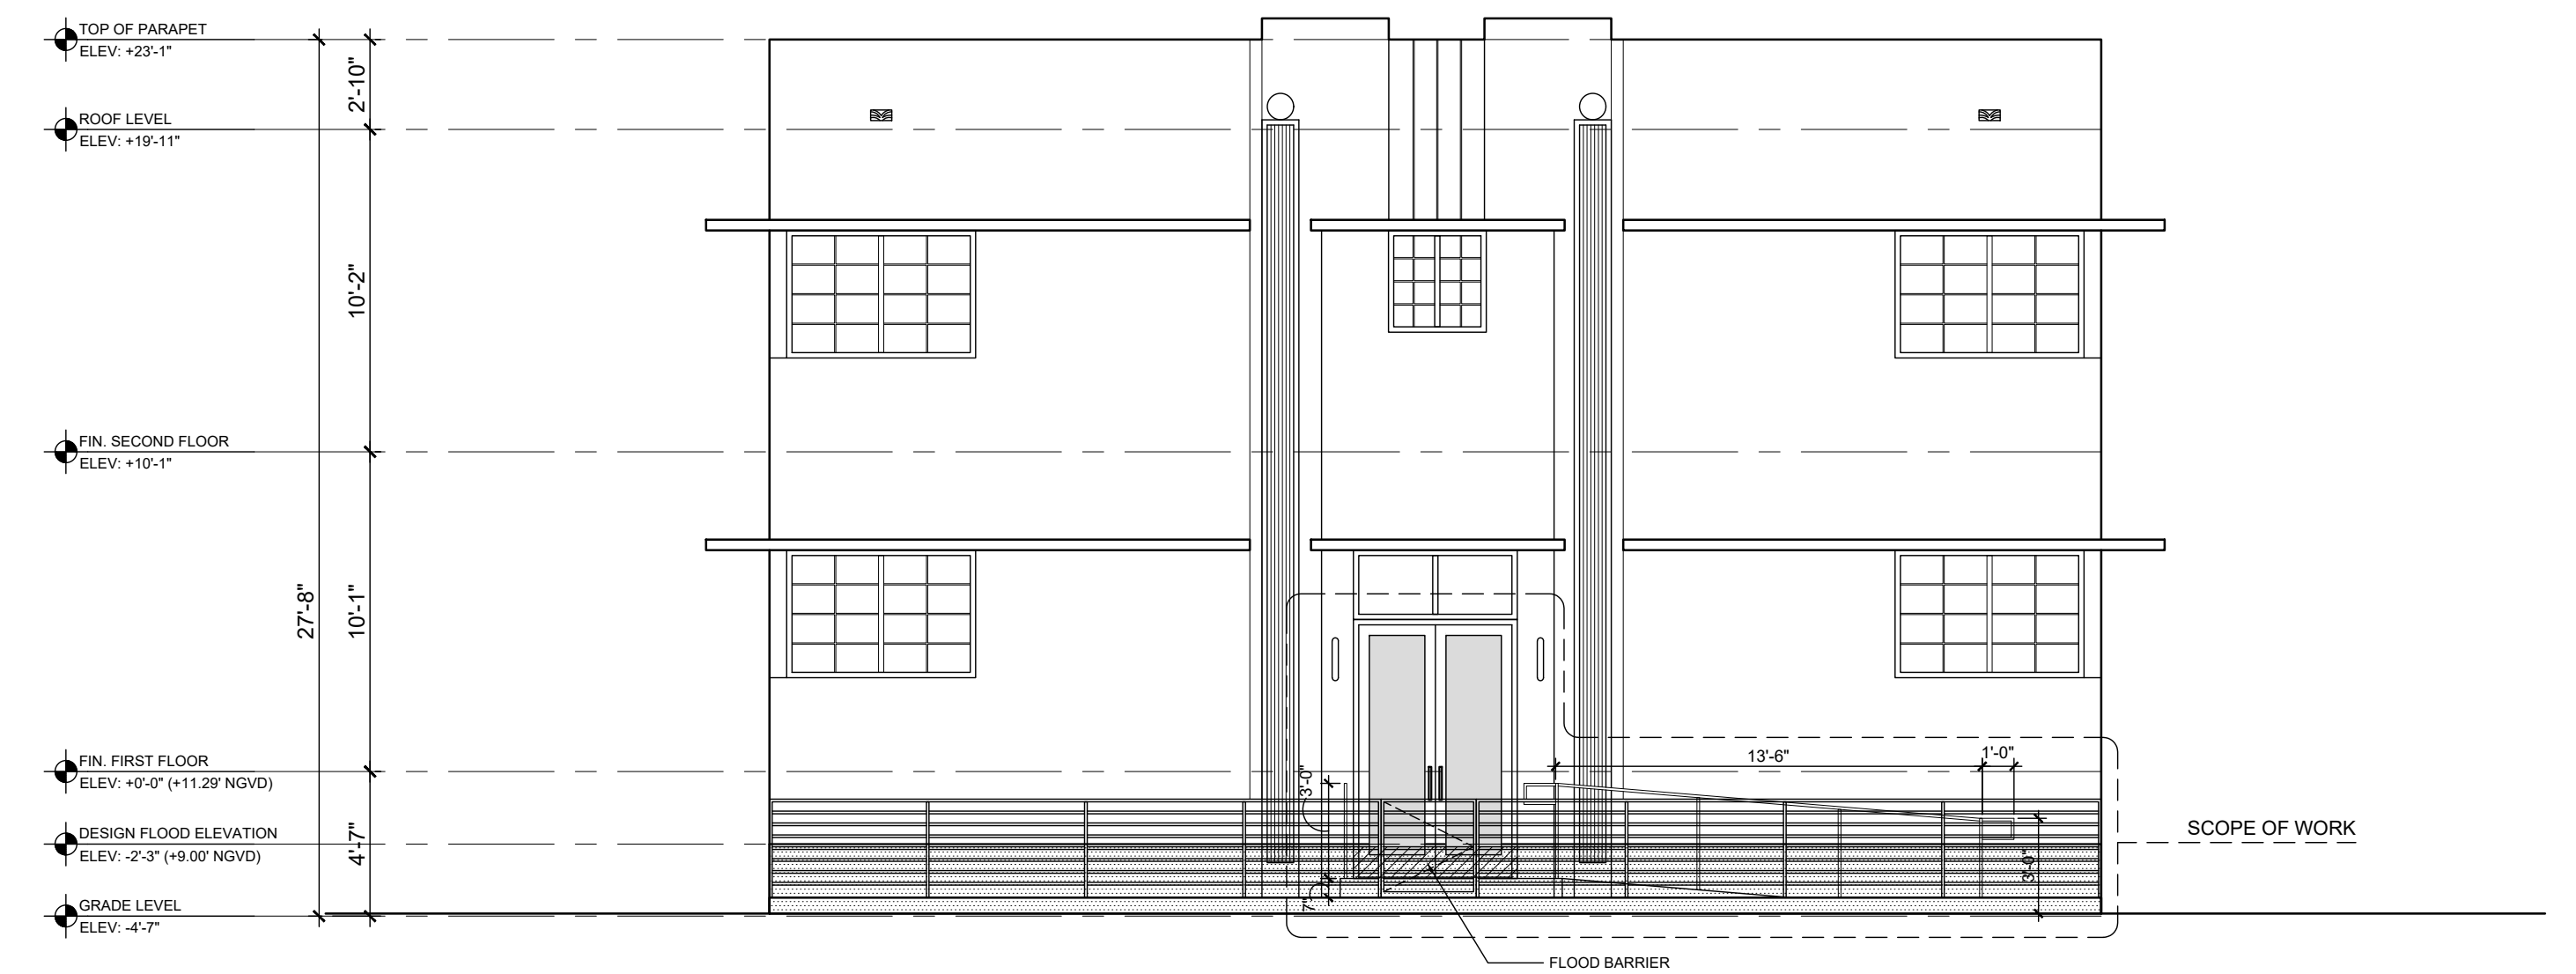 TOP OF PARAPET
ELEV: +23'-1"
2'-10"
ROOF LEVEL
ELEV: +19'-11"
10'-2"
FIN. SECOND FLOOR
ELEV: +10'-1"
27'-8"
10'-1"
FIN. FIRST FLOOR
ELEV: +0'-0" (+11.29' NGVD)
13'-6"
1'-0"
3'-0"
DESIGN FLOOD ELEVATION
ELEV: -2'-3" (+9.00' NGVD)
4'-7"
SCOPE OF WORK
3'-0"
7"
GRADE LEVEL
ELEV: -4'-7"
FLOOD BARRIER